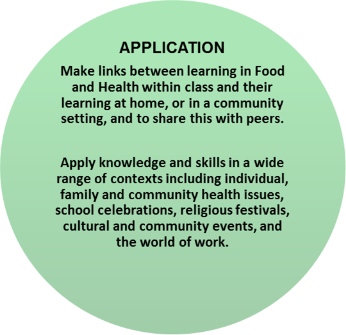 APPLICATION
Make links between learning in Food
and Health within class and their
learning at home, or in a community
setting, and to share this with peers.
Apply knowledge and skills in a wide
range of contexts including individual,
family and community health issues,
school celebrations, religious festivals,
cultural and community events, and
the world of work.